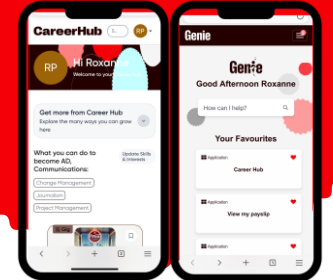 CareerHub
RP
RP
Hi Roxanne
Welcome to your
Get more from Career Hub
Explore the many ways you can grow
here
What you can do to
become AD,
Communications:
Update Skills
& Interests
Change Management
Journalism
Project Management
Genie
Genie
Good Afternoon Roxanne
How can I help?
Your Favourites
Application
Career Hub
Application
View my payslip
Application